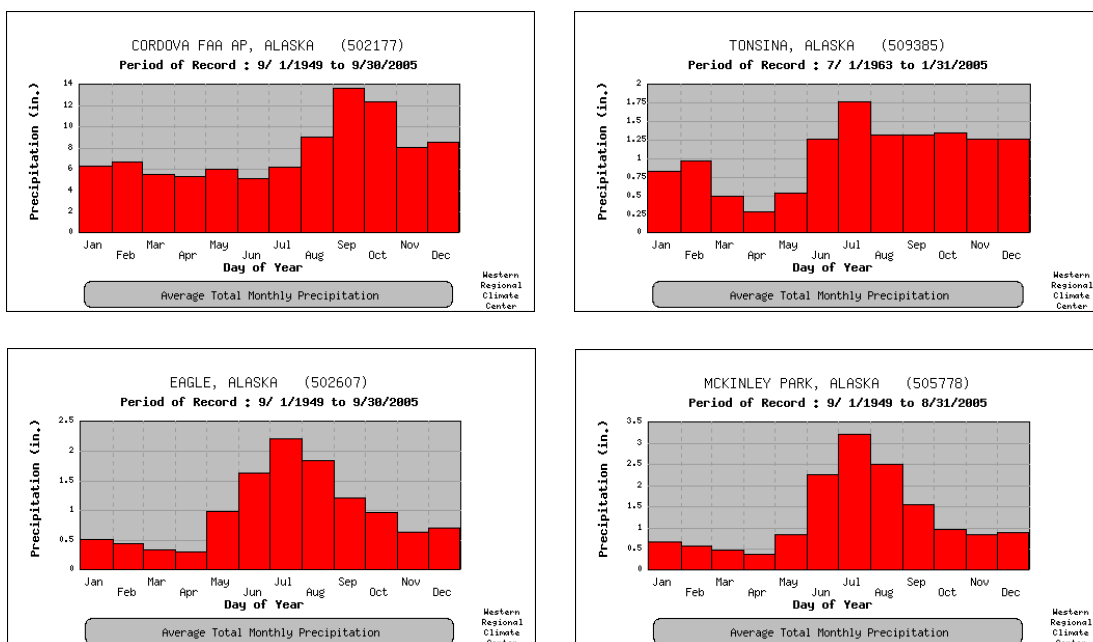 CORDOVA FAA AP, ALASKA (502177)
Period of Record : 9/ 1/1949 to 9/30/2005
Precipitation (in.)
14
12
10
8
6
4
2
0
Jan Feb Mar Apr May Jun Jul Aug Sep Oct Nov Dec
Day of Year
Average Total Monthly Precipitation
Western
Regional
Climate
Center
TONSINA, ALASKA (509385)
Period of Record : 7/ 1/1963 to 1/31/2005
Precipitation (in.)
2
1.75
1.5
1.25
1
0.75
0.5
0.25
0
Jan Feb Mar Apr May Jun Jul Aug Sep Oct Nov Dec
Day of Year
Average Total Monthly Precipitation
Western
Regional
Climate
Center
EAGLE, ALASKA (502607)
Period of Record : 9/ 1/1949 to 9/30/2005
Precipitation (in.)
2.5
2
1.5
1
0.5
0
Jan Feb Mar Apr May Jun Jul Aug Sep Oct Nov Dec
Day of Year
Average Total Monthly Precipitation
Western
Regional
Climate
Center
MCKINLEY PARK, ALASKA (505778)
Period of Record : 9/ 1/1949 to 8/31/2005
Precipitation (in.)
3.5
3
2.5
2
1.5
1
0.5
0
Jan Feb Mar Apr May Jun Jul Aug Sep Oct Nov Dec
Day of Year
Average Total Monthly Precipitation
Western
Regional
Climate
Center